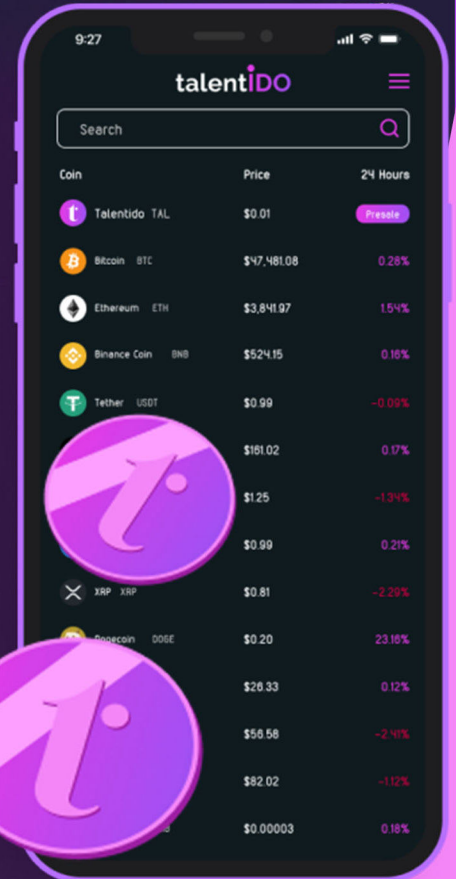 9:27
talentIDO
Search
Coin Price 24 Hours
Talentido TAL $0.01 Presale
Bitcoin BTC $47,481.08 0.28%
Ethereum ETH $3,841.97 1.54%
Binance Coin BNB $524.15 0.16%
Tether USDT $0.99 -0.09%
$161.02 0.17%
$1.25 -1.34%
$0.99 0.21%
XRP XRP $0.81 -2.29%
Dogecoin DOGE $0.20 23.16%
$26.33 0.12%
$56.58 -2.41%
$82.02 -1.12%
$0.00003 0.18%